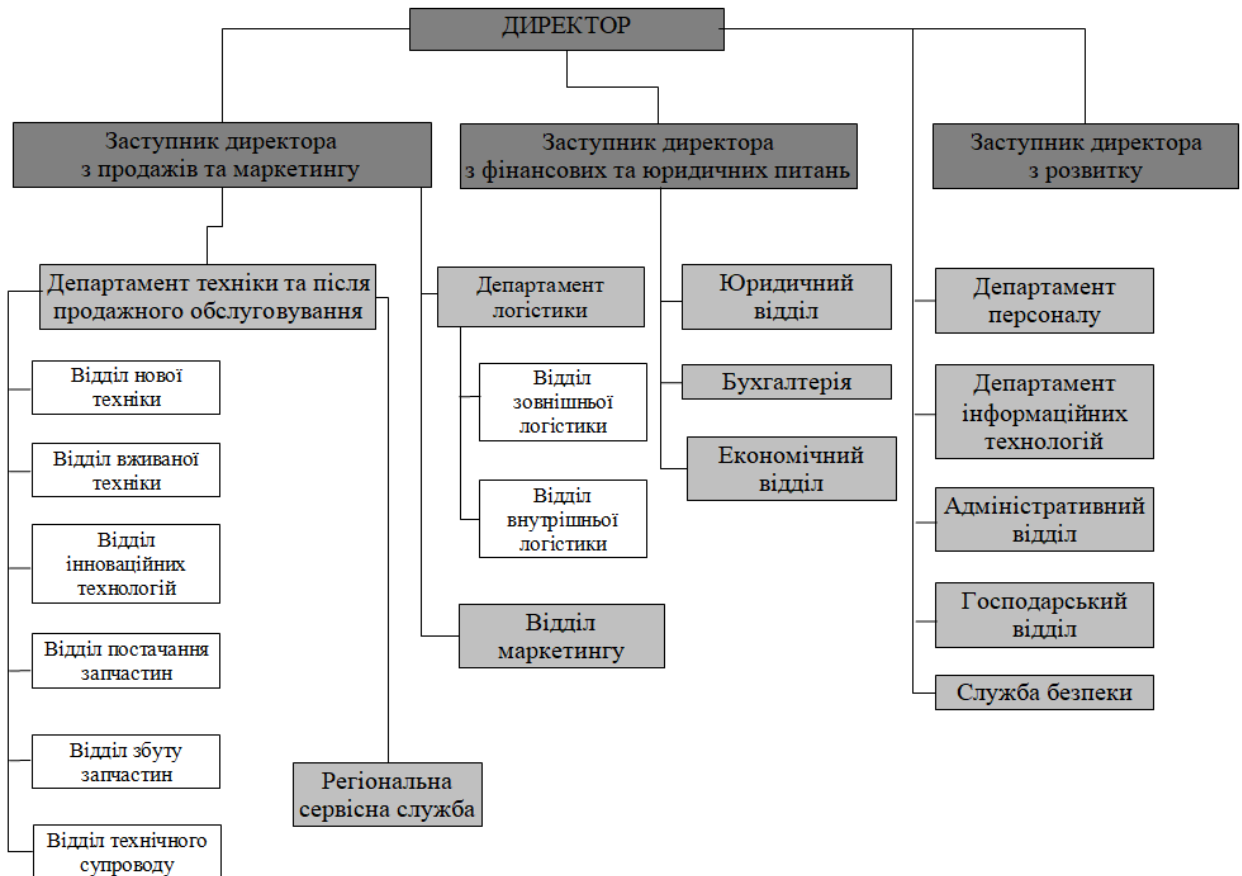 ДИРЕКТОР
Заступник директора
з продажів та маркетингу
Заступник директора
з фінансових та юридичних питань
Заступник директора
з розвитку
Департамент техніки та після
продажного обслуговування
Відділ нової
техніки
Відділ вживаної
техніки
Відділ
інноваційних
технологій
Відділ постачання
запчастин
Відділ збуту
запчастин
Відділ технічного
супроводу
Регіональна
сервісна служба
Департамент
логістики
Відділ
зовнішньої
логістики
Відділ
внутрішньої
логістики
Відділ
маркетингу
Юридичний
відділ
Бухгалтерія
Економічний
відділ
Департамент
персоналу
Департамент
інформаційних
технологій
Адміністративний
відділ
Господарський
відділ
Служба безпеки